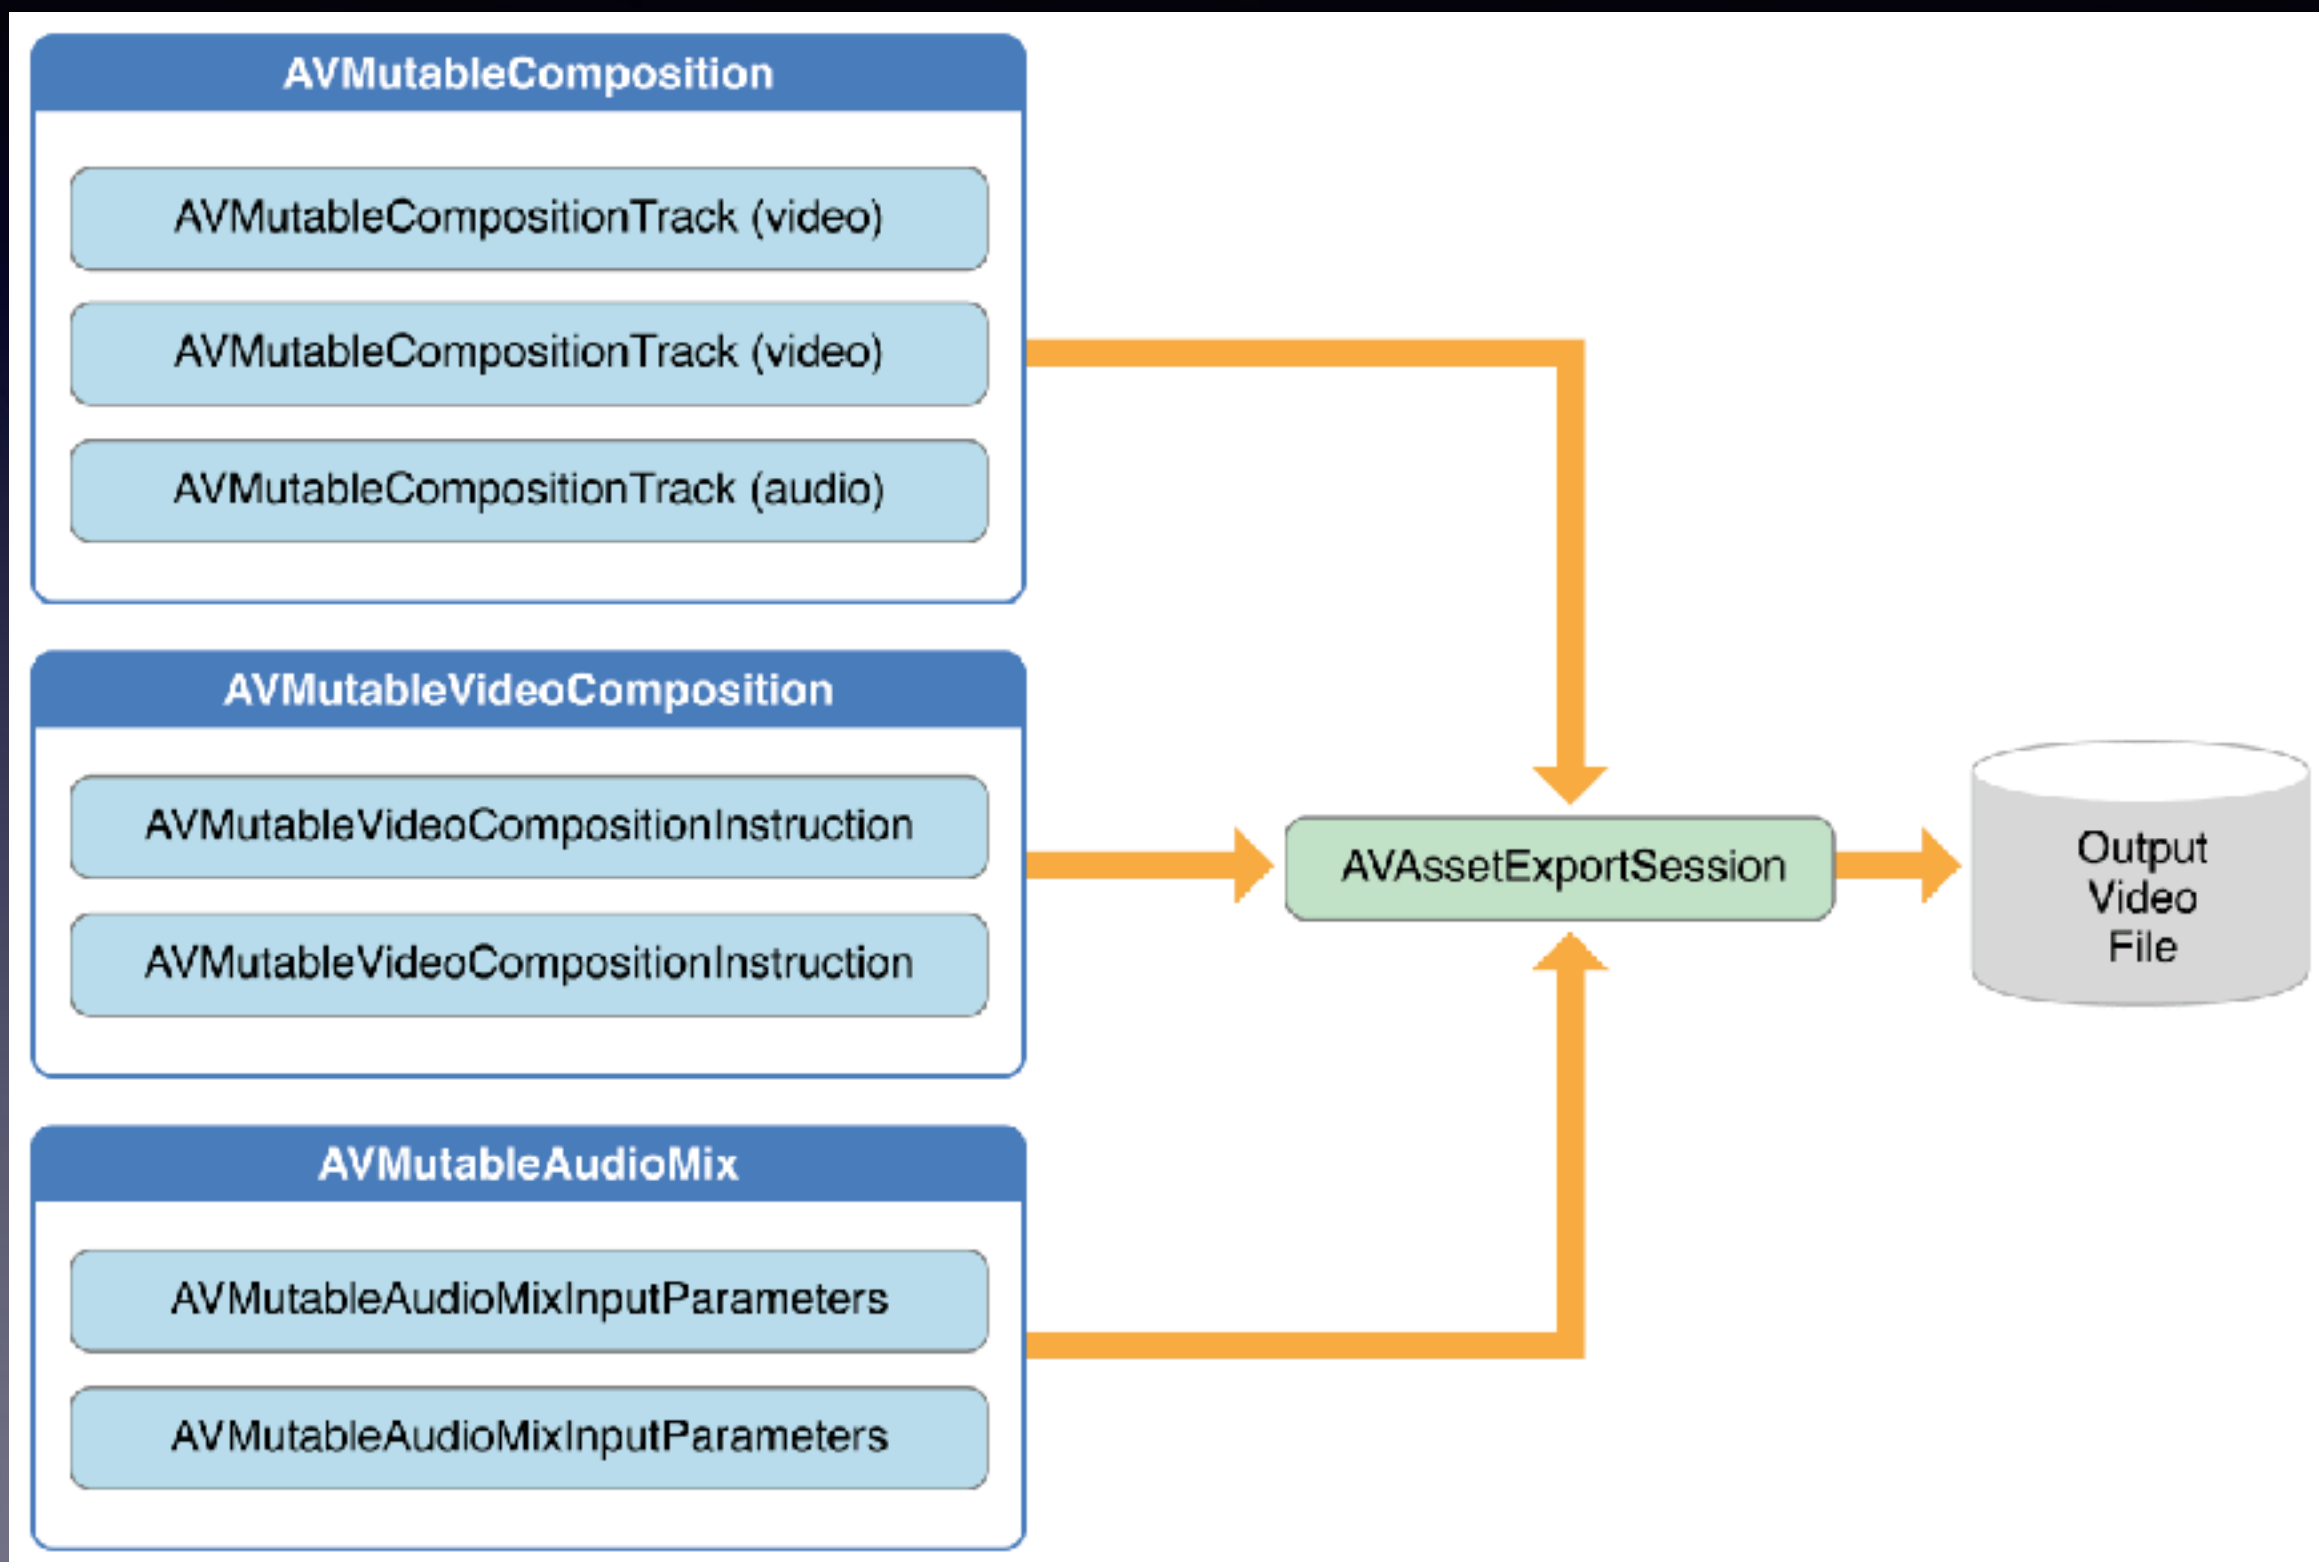 AVMutableComposition
AVMutableCompositionTrack (video)
AVMutableCompositionTrack (video)
AVMutableCompositionTrack (audio)
AVMutableVideoComposition
AVMutableVideoCompositionInstruction
AVMutableVideoCompositionInstruction
AVMutableAudioMix
AVMutableAudioMixInputParameters
AVMutableAudioMixInputParameters
AVAssetExportSession
Output
Video
File